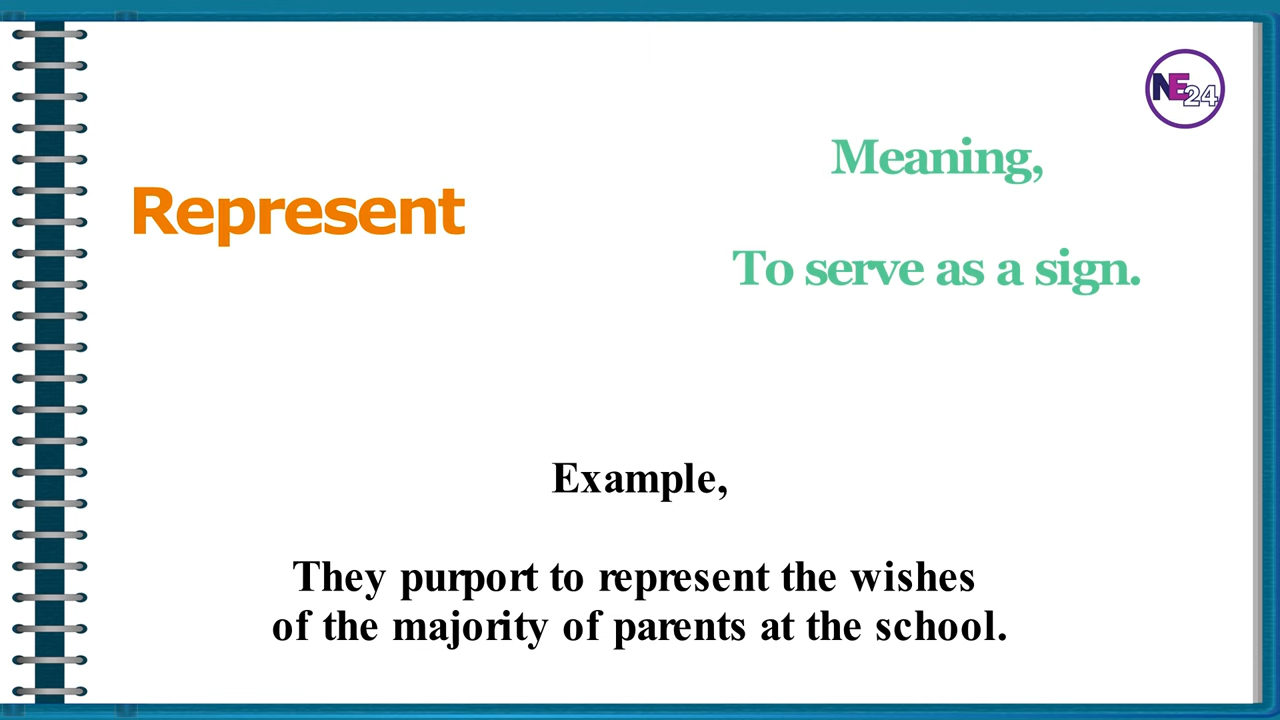 NE24
Represent
Meaning,
To serve as a sign.
Example,
They purport to represent the wishes
of the majority of parents at the school.